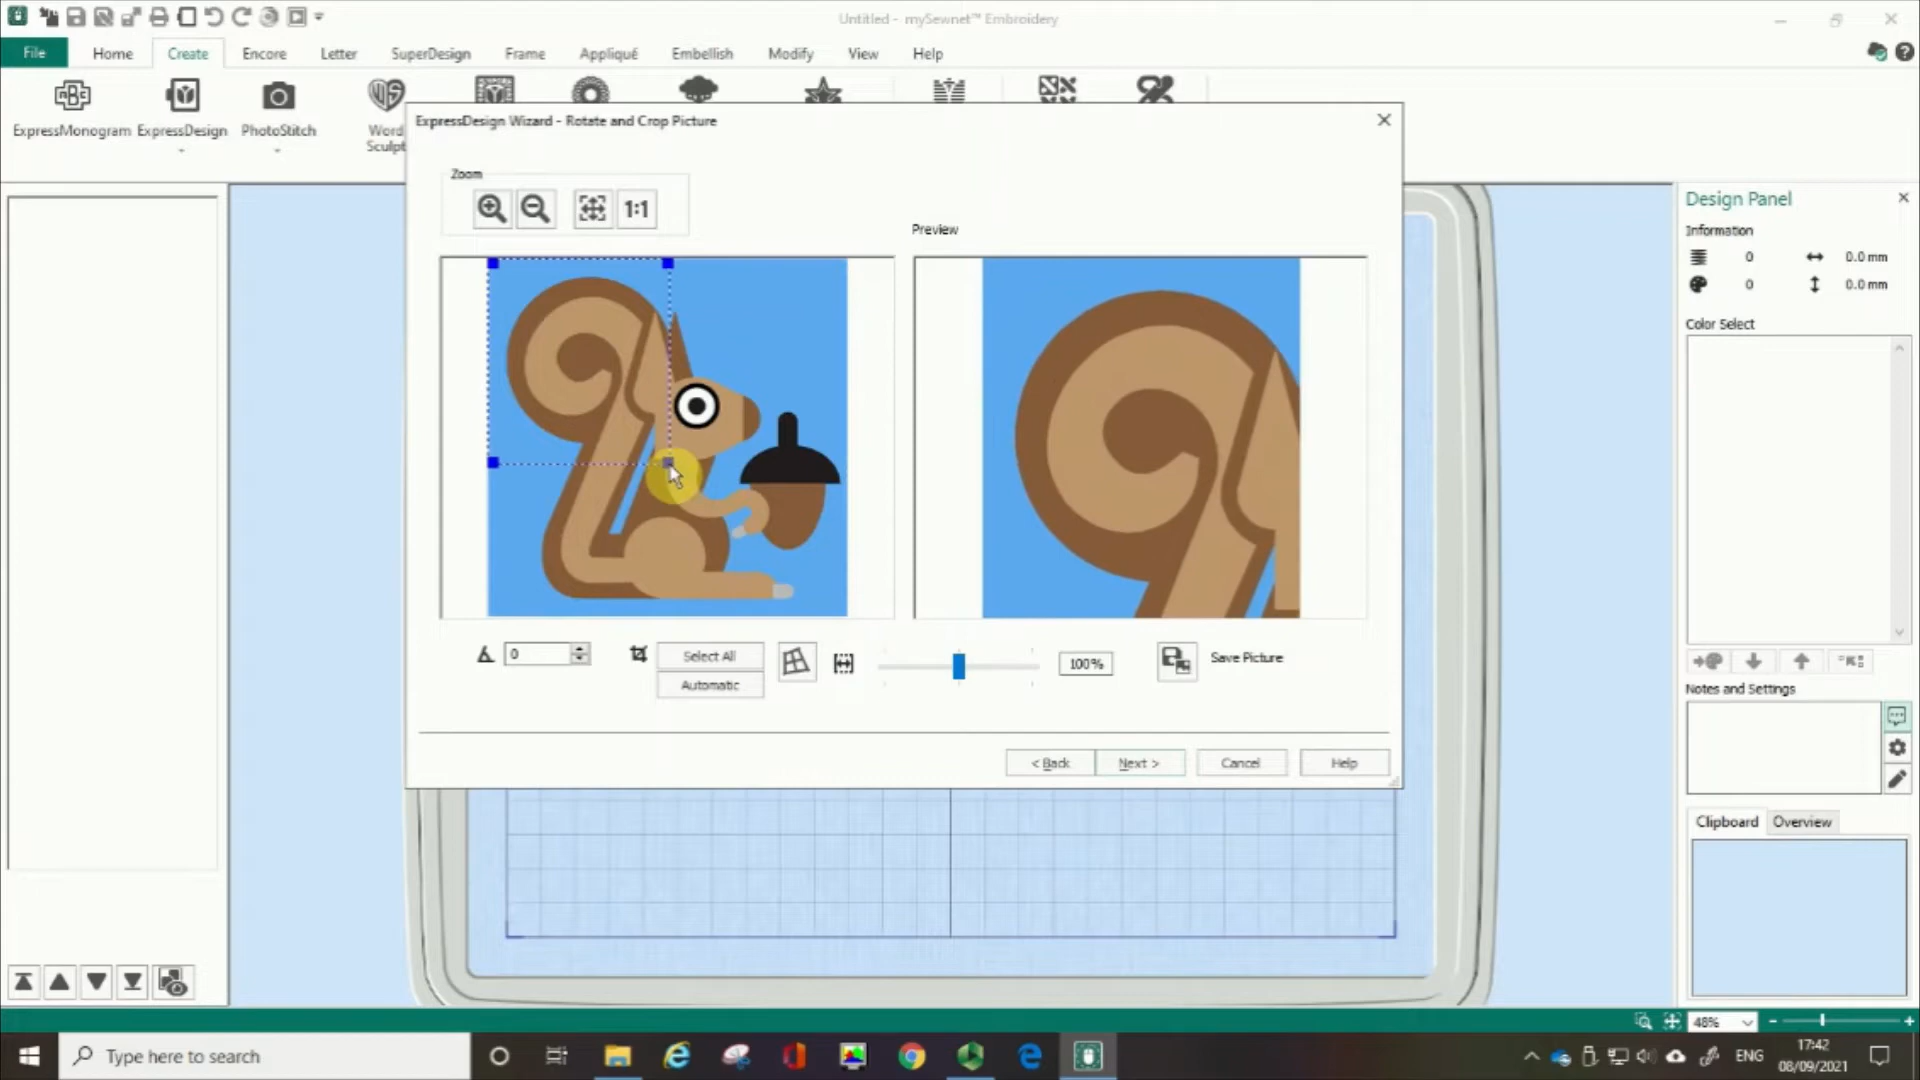 Untitled - mySewnet™ Embroidery
File Home Create Encore Letter SuperDesign Frame Appliqué Embellish Modify View Help
ABC
ExpressMonogram ExpressDesign PhotoStitch Word
Sculpt
ExpressDesign Wizard - Rotate and Crop Picture
Zoom
1:1
Preview
0 Select All 100% Save Picture
Automatic
< Back Next > Cancel Help
Design Panel
Information
0 0.0 mm
0 0.0 mm
Color Select
Notes and Settings
Clipboard Overview
48%
Type here to search
ENG
17:42
08/09/2021